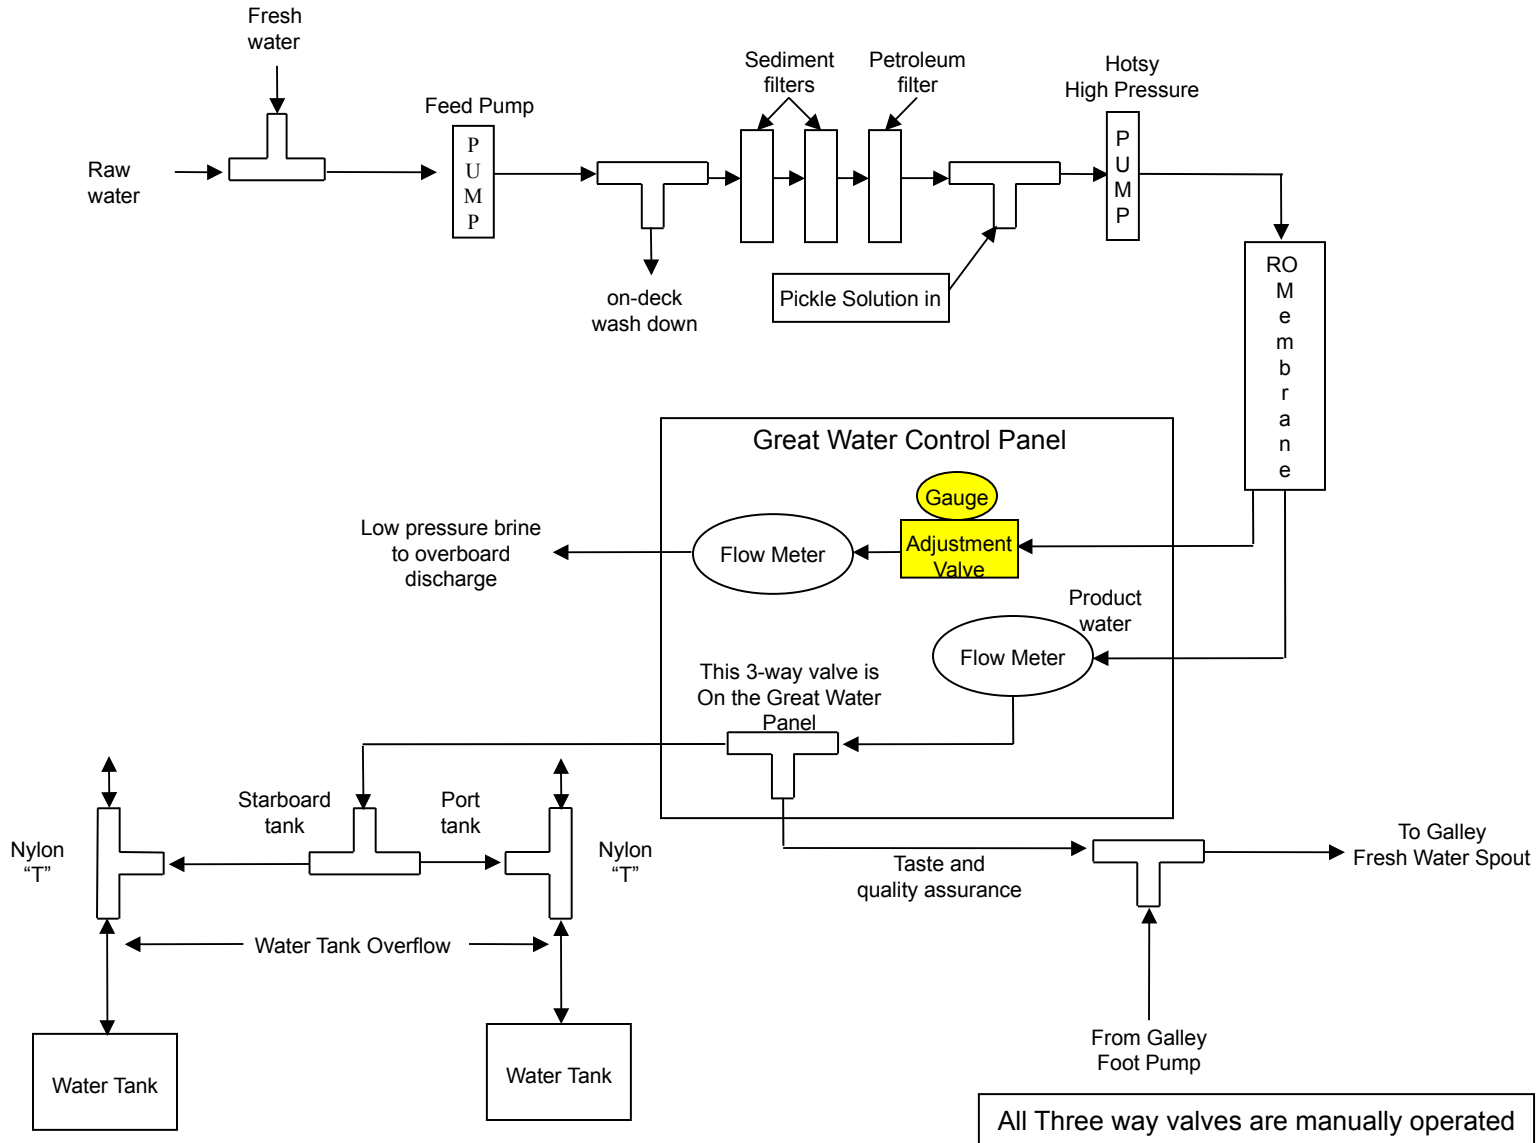 Fresh
water
Raw
water
Feed Pump
P
U
M
P
on-deck
wash down
Sediment
filters
Petroleum
filter
Pickle Solution in
Hotsy
High Pressure
P
U
M
P
RO
M
e
m
b
r
a
n
e
Great Water Control Panel
Gauge
Adjustment
Valve
Flow Meter
Low pressure brine
to overboard
discharge
Product
water
Flow Meter
This 3-way valve is
On the Great Water
Panel
Starboard
tank
Port
tank
Nylon
“T”
Nylon
“T”
Water Tank Overflow
Water Tank
Water Tank
Taste and
quality assurance
To Galley
Fresh Water Spout
From Galley
Foot Pump
All Three way valves are manually operated